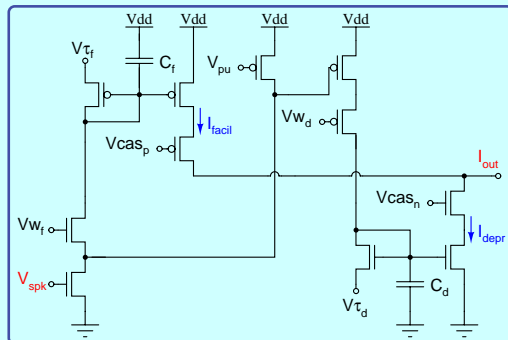 Vdd Vdd Vdd Vdd
Vτf
Cf
Vpu
Ifacil
Vwd
Vcasp
Iout
Vcasn
Vwf
Idepr
Vspk
Cd
Vτd